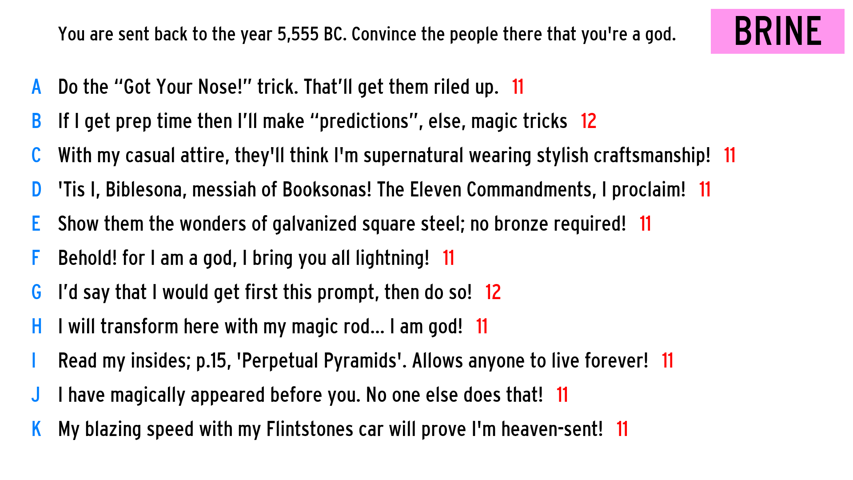 You are sent back to the year 5,555 BC. Convince the people there that you're a god.
BRINE
A Do the “Got Your Nose!” trick. That’ll get them riled up. 11
B If I get prep time then I’ll make “predictions”, else, magic tricks 12
C With my casual attire, they'll think I'm supernatural wearing stylish craftsmanship! 11
D 'Tis I, Biblesona, messiah of Booksonas! The Eleven Commandments, I proclaim! 11
E Show them the wonders of galvanized square steel; no bronze required! 11
F Behold! for I am a god, I bring you all lightning! 11
G I’d say that I would get first this prompt, then do so! 12
H I will transform here with my magic rod... I am god! 11
I Read my insides; p.15, 'Perpetual Pyramids'. Allows anyone to live forever! 11
J I have magically appeared before you. No one else does that! 11
K My blazing speed with my Flintstones car will prove I'm heaven-sent! 11